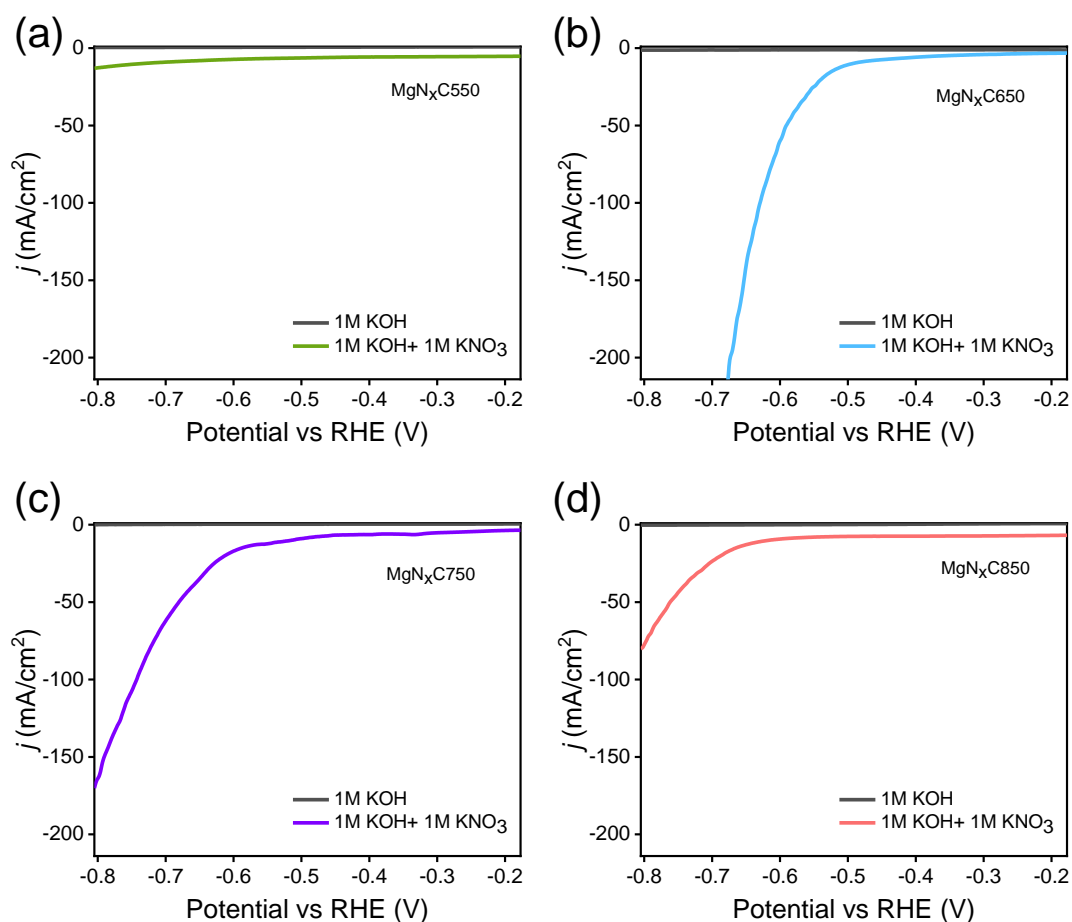 (a)
0
-50
-100
-150
-200
j (mA/cm²)
MgNₓC550
1M KOH
1M KOH+ 1M KNO₃
-0.8 -0.7 -0.6 -0.5 -0.4 -0.3 -0.2
Potential vs RHE (V)
(b)
0
-50
-100
-150
-200
j (mA/cm²)
MgNₓC650
1M KOH
1M KOH+ 1M KNO₃
-0.8 -0.7 -0.6 -0.5 -0.4 -0.3 -0.2
Potential vs RHE (V)
(c)
0
-50
-100
-150
-200
j (mA/cm²)
MgNₓC750
1M KOH
1M KOH+ 1M KNO₃
-0.8 -0.7 -0.6 -0.5 -0.4 -0.3 -0.2
Potential vs RHE (V)
(d)
0
-50
-100
-150
-200
j (mA/cm²)
MgNₓC850
1M KOH
1M KOH+ 1M KNO₃
-0.8 -0.7 -0.6 -0.5 -0.4 -0.3 -0.2
Potential vs RHE (V)